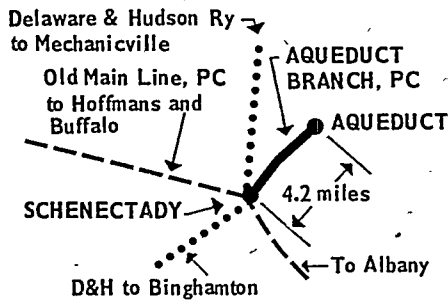 Delaware & Hudson Ry
to Mechanicville
Old Main Line, PC
to Hoffmans and
Buffalo
AQUEDUCT
BRANCH, PC
AQUEDUCT
4.2 miles
SCHENECTADY
To Albany
D&H to Binghamton